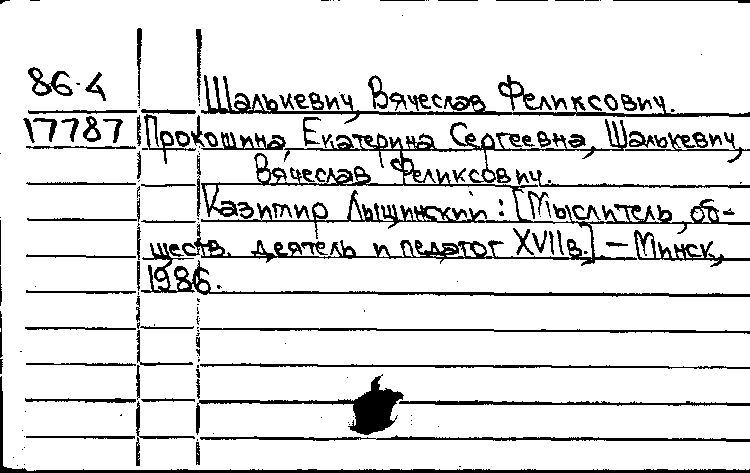 86.4 Шалькевич, Вячеслав Феликсович.
17787 Прокошина, Екатерина Сергеевна, Шалькевич,
Вячеслав Феликсович.
Казимир Лыщинский : [Мыслитель, об-
ществ. деятель и педагог XVII в.] – Минск,
1986.